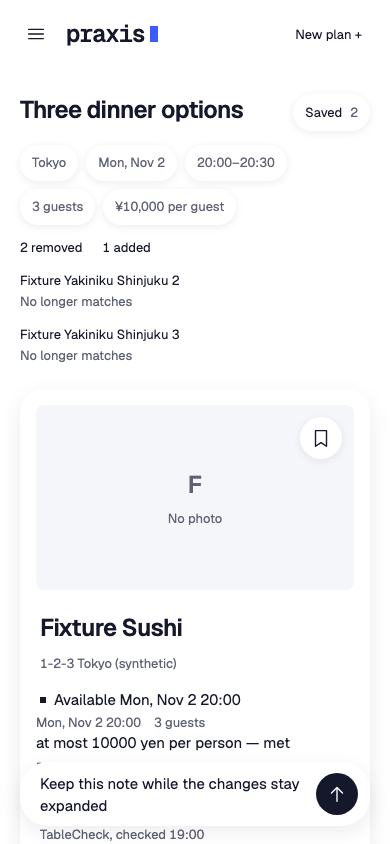 praxis
New plan +
Three dinner options
Saved 2
Tokyo
Mon, Nov 2
20:00–20:30
3 guests
¥10,000 per guest
2 removed
1 added
Fixture Yakiniku Shinjuku 2
No longer matches
Fixture Yakiniku Shinjuku 3
No longer matches
F
No photo
Fixture Sushi
1-2-3 Tokyo (synthetic)
Available Mon, Nov 2 20:00
Mon, Nov 2 20:00 3 guests
at most 10000 yen per person — met
Keep this note while the changes stay
expanded
TableCheck, checked 19:00